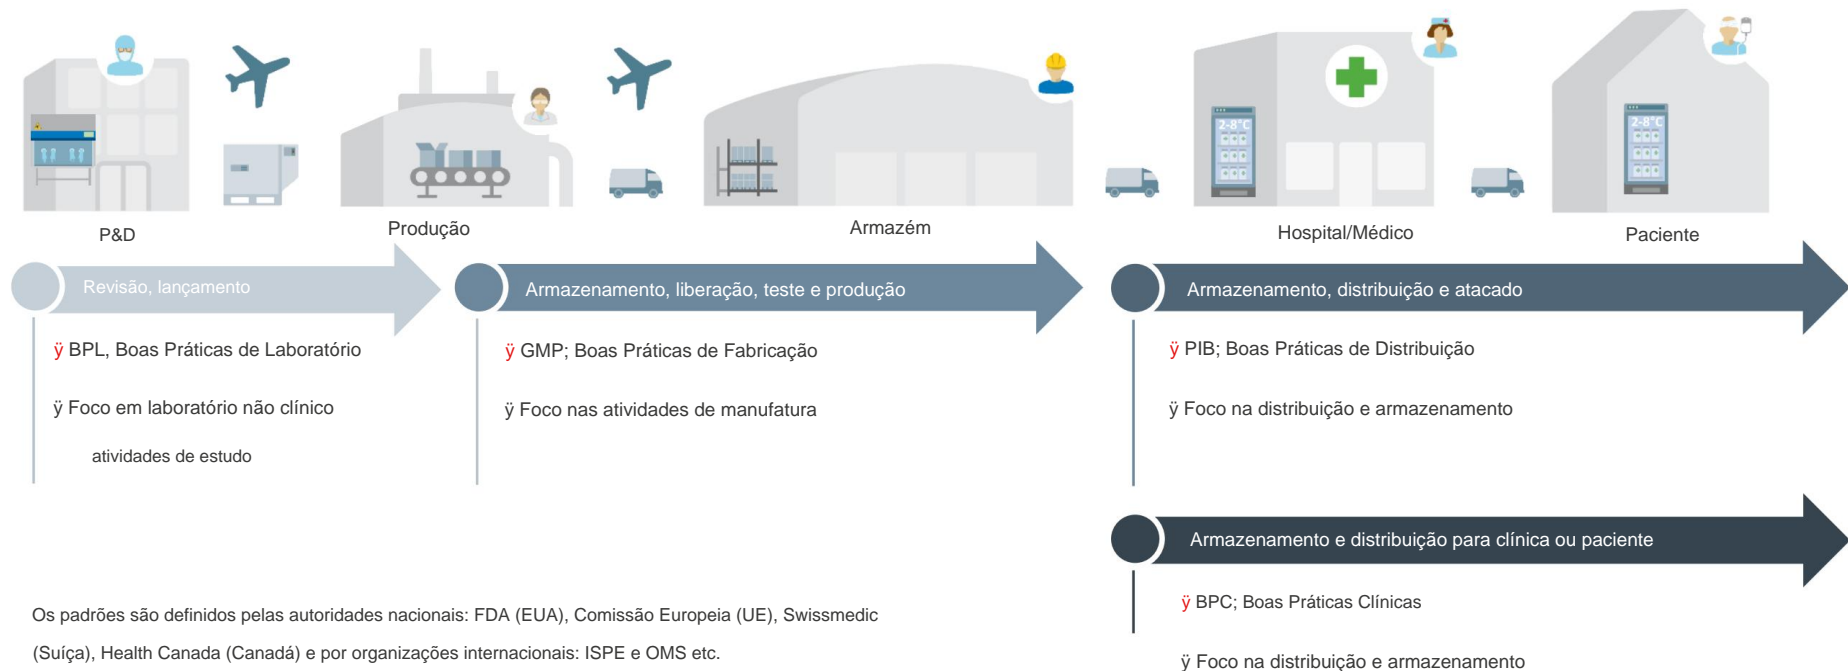 2-8°C
2-8°C
P&D
Produção
Armazém
Hospital/Médico
Paciente
Revisão, lançamento
ÿ BPL, Boas Práticas de Laboratório
ÿ Foco em laboratório não clínico
atividades de estudo
Armazenamento, liberação, teste e produção
ÿ GMP; Boas Práticas de Fabricação
ÿ Foco nas atividades de manufatura
Armazenamento, distribuição e atacado
ÿ PIB; Boas Práticas de Distribuição
ÿ Foco na distribuição e armazenamento
Armazenamento e distribuição para clínica ou paciente
ÿ BPC; Boas Práticas Clínicas
ÿ Foco na distribuição e armazenamento
Os padrões são definidos pelas autoridades nacionais: FDA (EUA), Comissão Europeia (UE), Swissmedic
(Suíça), Health Canada (Canadá) e por organizações internacionais: ISPE e OMS etc.